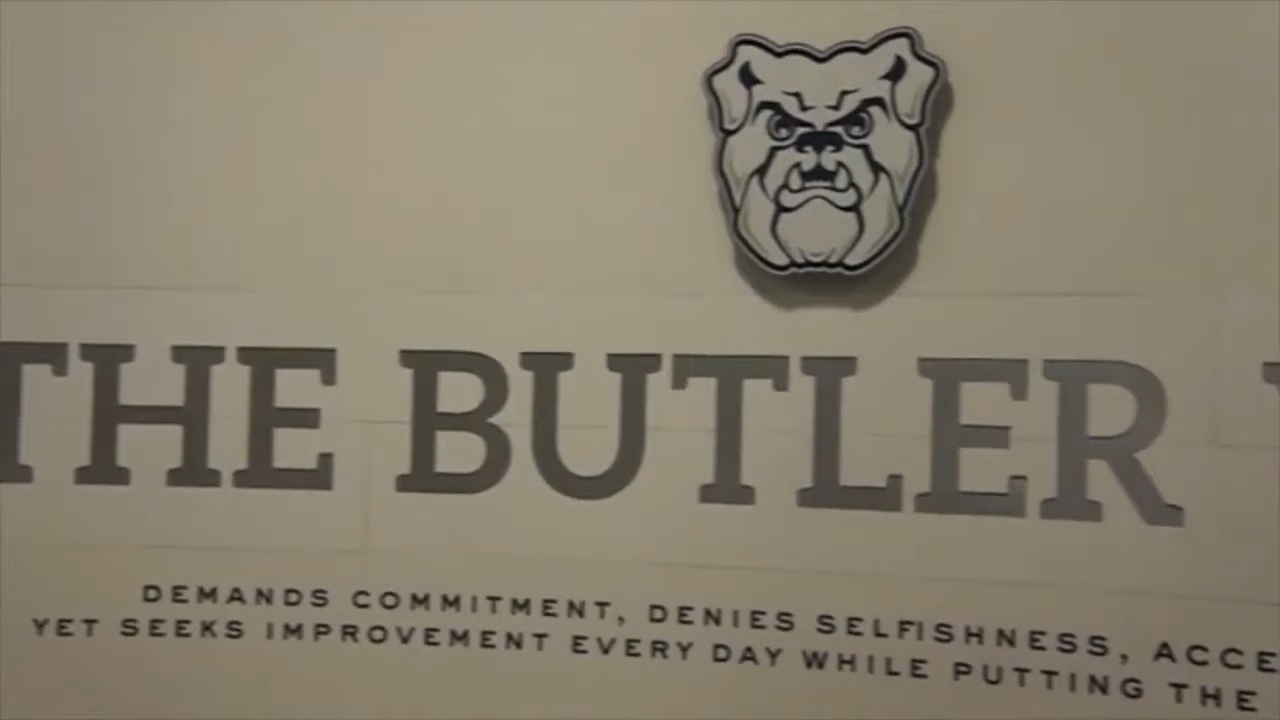 THE BUTLER
DEMANDS COMMITMENT, DENIES SELFISHNESS, ACCE
YET SEEKS IMPROVEMENT EVERY DAY WHILE PUTTING THE